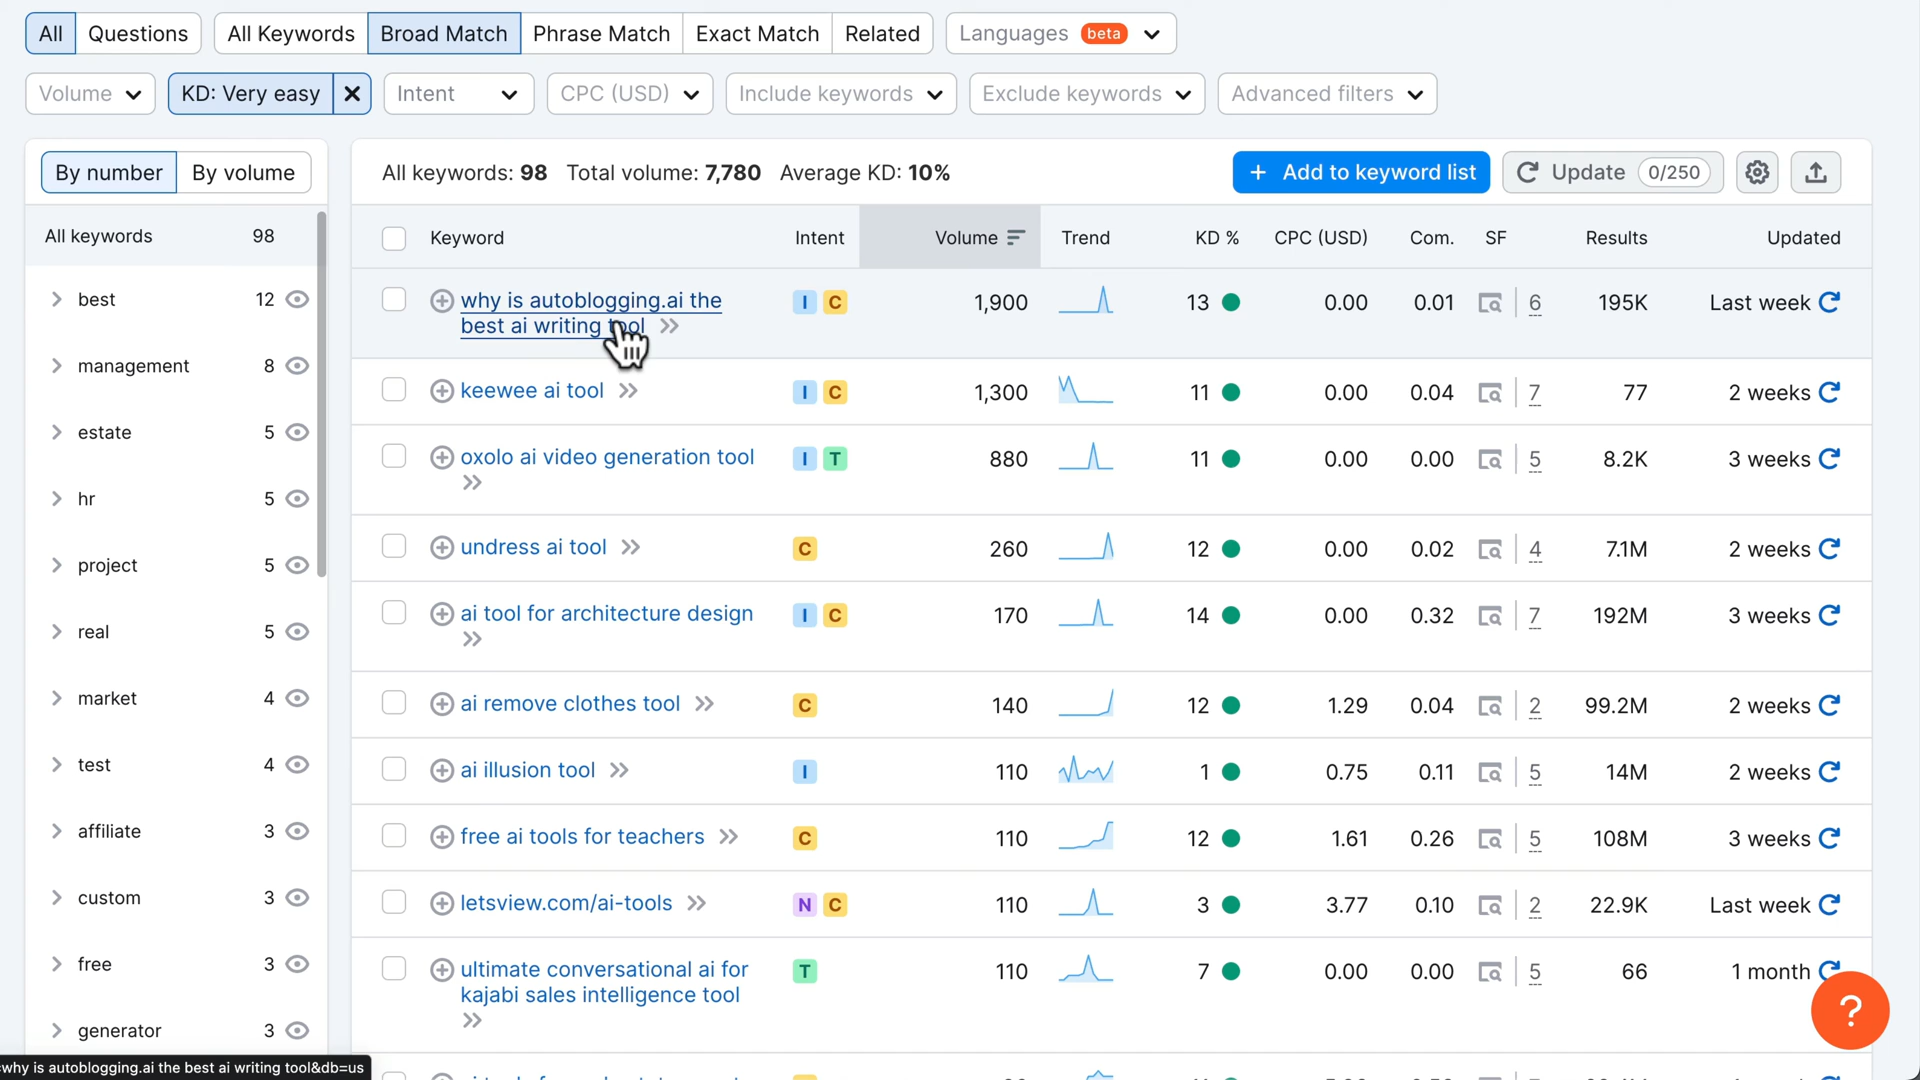 All Questions All Keywords Broad Match Phrase Match Exact Match Related Languages beta
Volume KD: Very easy Intent CPC (USD) Include keywords Exclude keywords Advanced filters
By number By volume
All keywords: 98 Total volume: 7,780 Average KD: 10% + Add to keyword list Update 0/250
All keywords 98
best 12
management 8
estate 5
hr 5
project 5
real 5
market 4
test 4
affiliate 3
custom 3
free 3
generator 3
Keyword Intent Volume Trend KD % CPC (USD) Com. SF Results Updated
why is autoblogging.ai the I C 1,900 13 0.00 0.01 6 195K Last week
best ai writing tool
keewee ai tool I C 1,300 11 0.00 0.04 7 77 2 weeks
oxolo ai video generation tool I T 880 11 0.00 0.00 5 8.2K 3 weeks
undress ai tool C 260 12 0.00 0.02 4 7.1M 2 weeks
ai tool for architecture design I C 170 14 0.00 0.32 7 192M 3 weeks
ai remove clothes tool C 140 12 1.29 0.04 2 99.2M 2 weeks
ai illusion tool I 110 1 0.75 0.11 5 14M 2 weeks
free ai tools for teachers C 110 12 1.61 0.26 5 108M 3 weeks
letsview.com/ai-tools N C 110 3 3.77 0.10 2 22.9K Last week
ultimate conversational ai for T 110 7 0.00 0.00 5 66 1 month
kajabi sales intelligence tool
?
why is autoblogging.ai the best ai writing tool&db=us